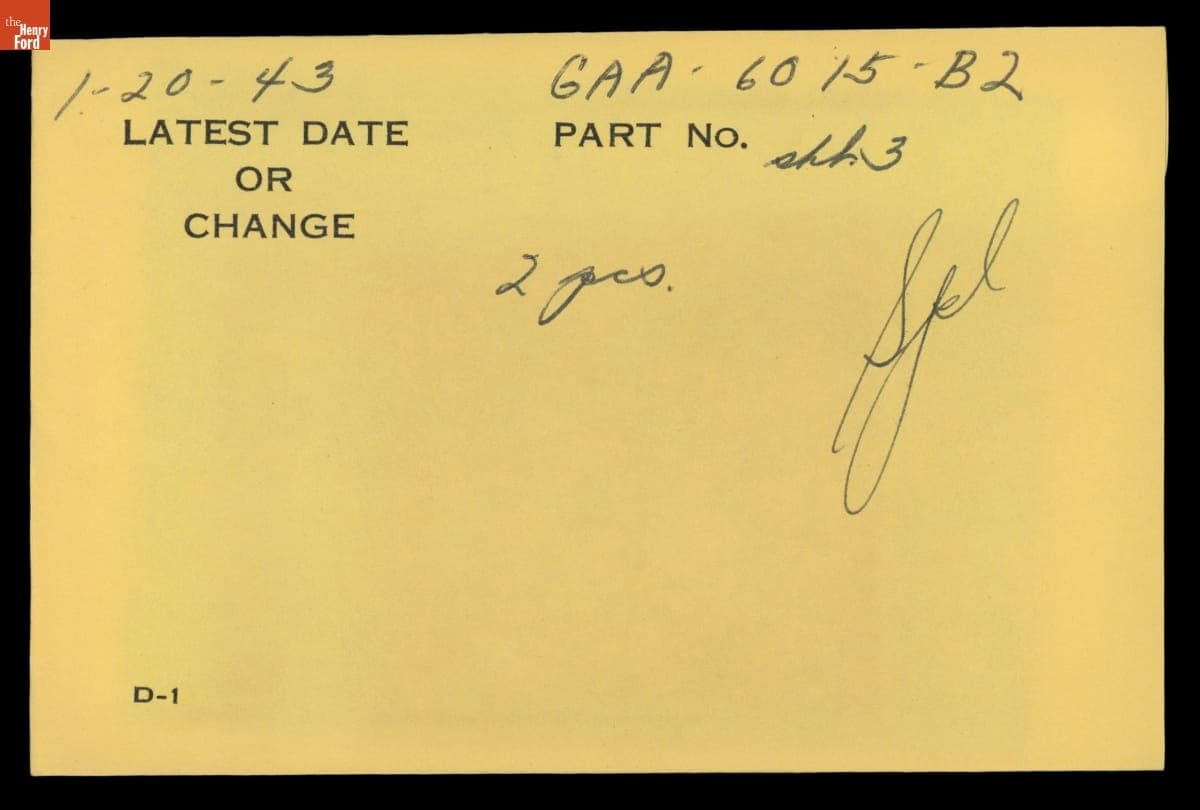 the
Henry
Ford
1-20-43
GAA-6015-B2
LATEST DATE
OR
CHANGE
PART No.
sht. 3
2 pcs.
D-1